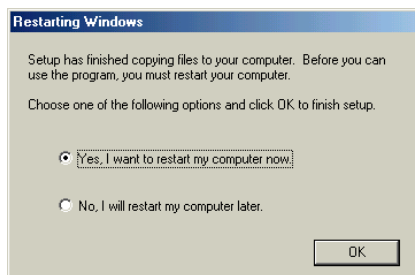 Restarting Windows
Setup has finished copying files to your computer.  Before you can
use the program, you must restart your computer.
Choose one of the following options and click OK to finish setup.
Yes, I want to restart my computer now.
No, I will restart my computer later.
OK